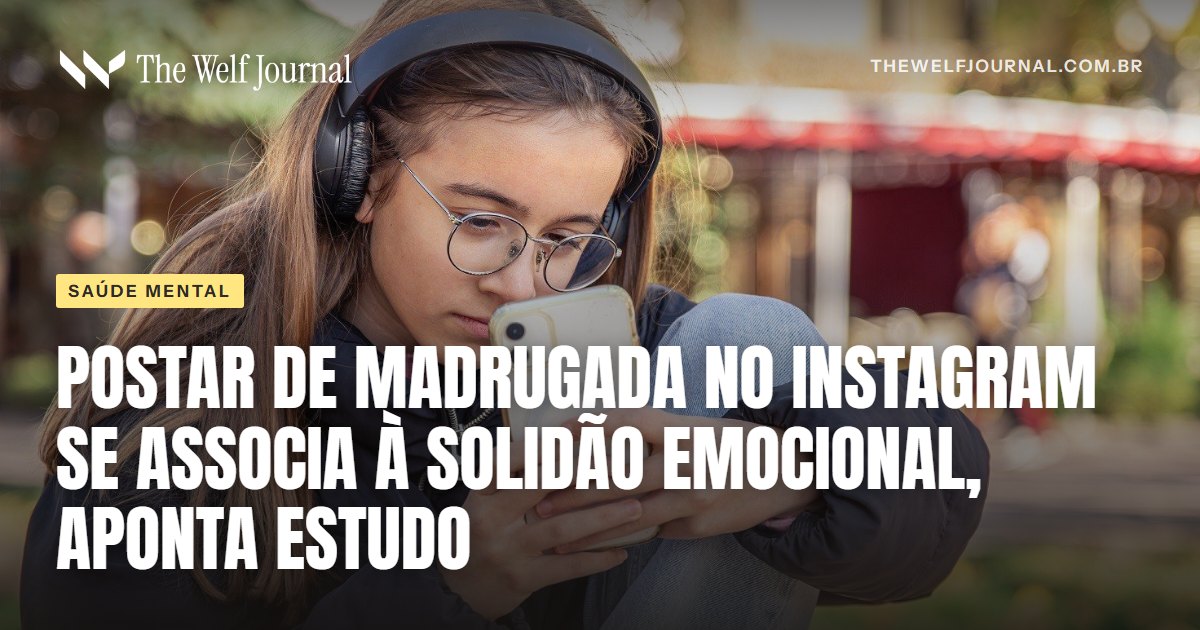 The Welf Journal
THEWELFJOURNAL.COM.BR
SAÚDE MENTAL
POSTAR DE MADRUGADA NO INSTAGRAM
SE ASSOCIA À SOLIDÃO EMOCIONAL,
APONTA ESTUDO